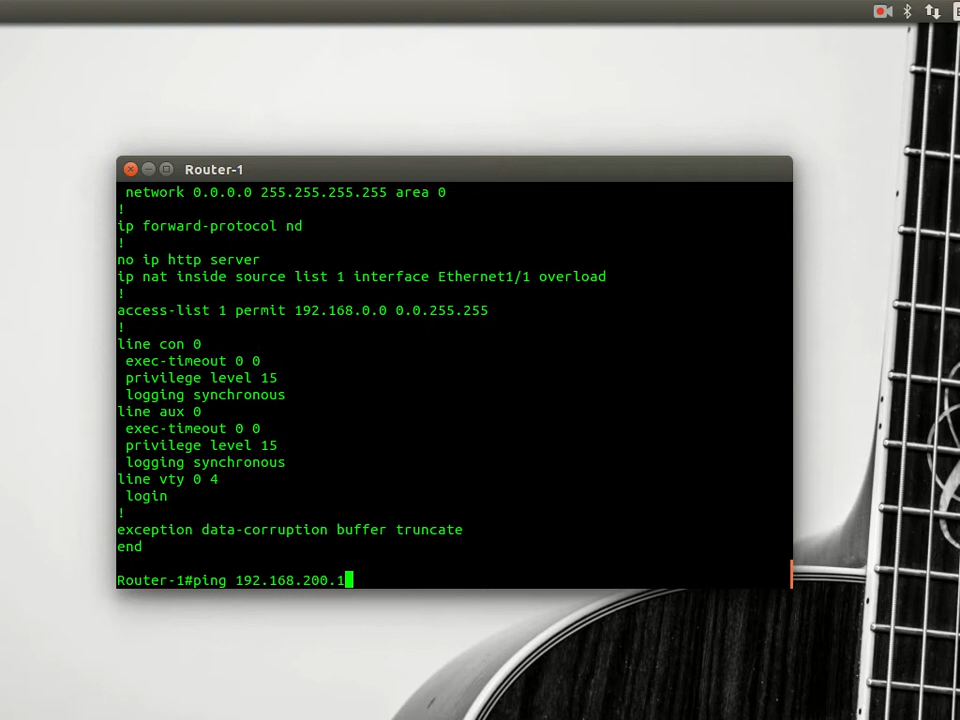 Router-1
network 0.0.0.0 255.255.255.255 area 0
!
ip forward-protocol nd
!
no ip http server
ip nat inside source list 1 interface Ethernet1/1 overload
!
access-list 1 permit 192.168.0.0 0.0.255.255
!
line con 0
exec-timeout 0 0
privilege level 15
logging synchronous
line aux 0
exec-timeout 0 0
privilege level 15
logging synchronous
line vty 0 4
login
!
exception data-corruption buffer truncate
end
Router-1#ping 192.168.200.1